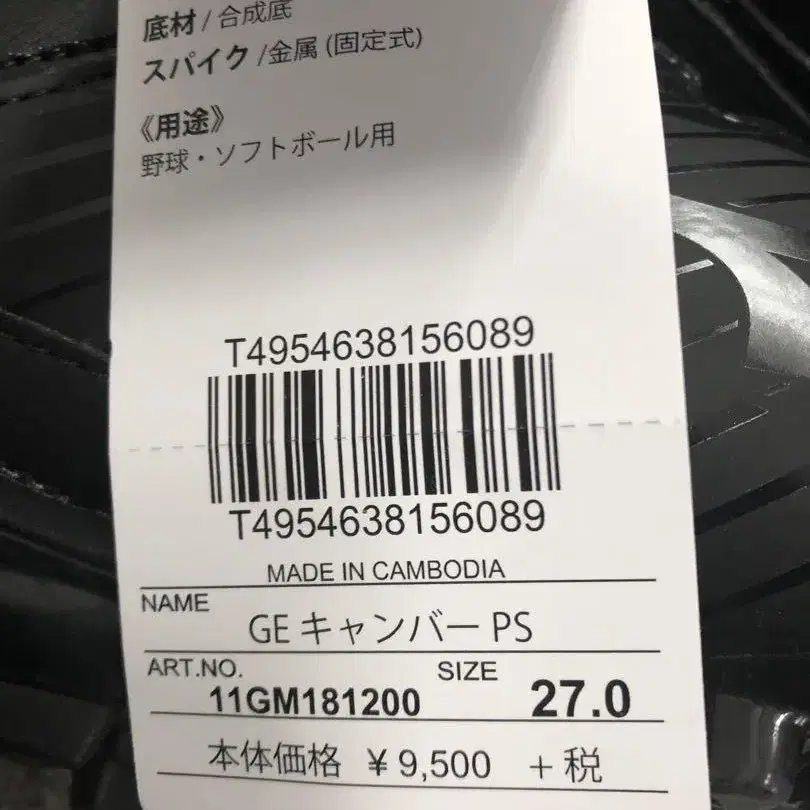 底材 / 合成底
スパイク / 金属 (固定式)
《用途》
野球・ソフトボール用
T4954638156089
T4954638156089
MADE IN CAMBODIA
NAME
GE キャンバー PS
ART.NO. SIZE
11GM181200 27.0
本体価格 ￥9,500 +税